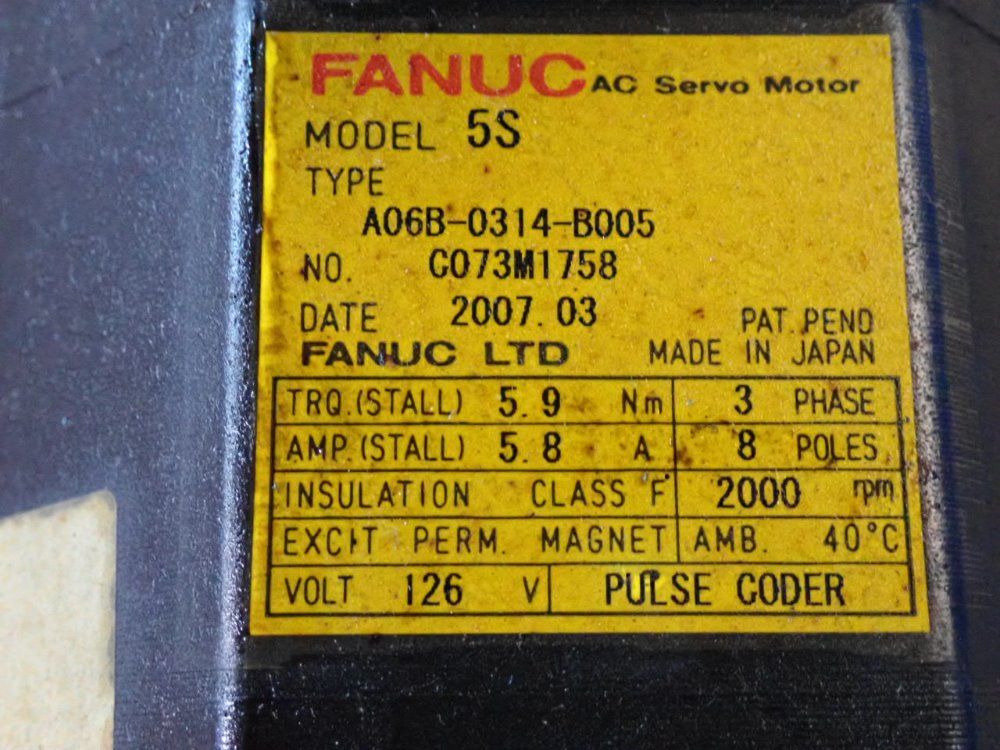 FANUC AC Servo Motor
MODEL 5S
TYPE
A06B-0314-B005
NO. C073M1758
DATE 2007.03 PAT. PEND
FANUC LTD MADE IN JAPAN
TRQ.(STALL) 5.9 Nm 3 PHASE
AMP.(STALL) 5.8 A 8 POLES
INSULATION CLASS F 2000 rpm
EXCIT PERM. MAGNET AMB. 40°C
VOLT 126 V PULSE CODER